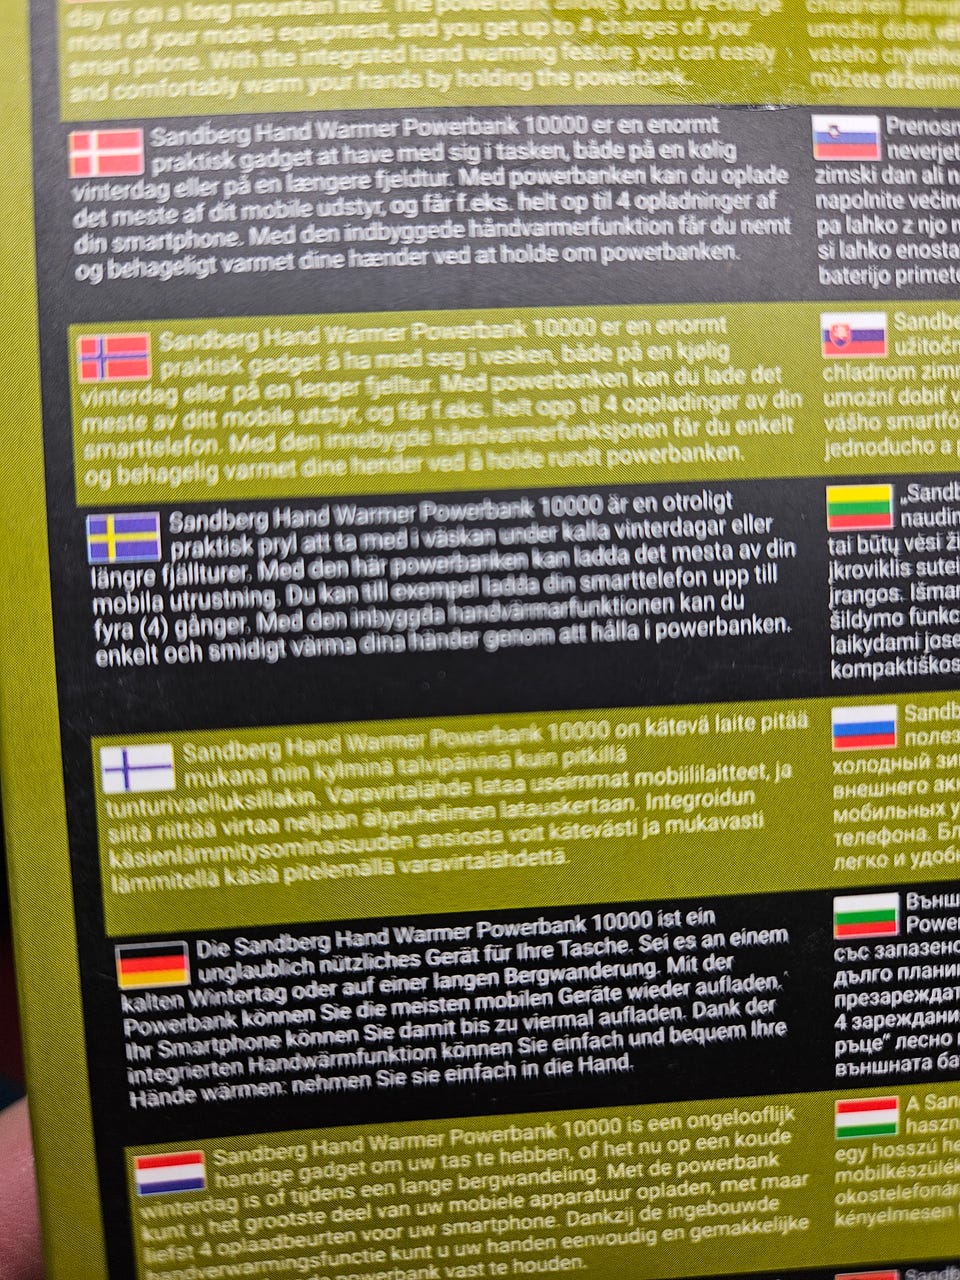 day or on a long mountain hike. The powerbank allows you to re-charge
most of your mobile equipment, and you get up to 4 charges of your
smart phone. With the integrated hand warming feature you can easily
and comfortably warm your hands by holding the powerbank.
Sandberg Hand Warmer Powerbank 10000 er en enormt
praktisk gadget at have med sig i tasken, både på en kølig
vinterdag eller på en længere fjeldtur. Med powerbanken kan du oplade
det meste af dit mobile udstyr, og får f.eks. helt op til 4 opladninger af
din smartphone. Med den indbyggede håndvarmerfunktion får du nemt
og behageligt varmet dine hænder ved at holde om powerbanken.
Sandberg Hand Warmer Powerbank 10000 er en enormt
praktisk gadget å ha med seg i vesken, både på en kjølig
vinterdag eller på en lenger fjelltur. Med powerbanken kan du lade det
meste av ditt mobile utstyr, og får f.eks. helt opp til 4 oppladinger av din
smarttelefon. Med den innebygde håndvarmerfunksjonen får du enkelt
og behagelig varmet dine hender ved å holde rundt powerbanken.
Sandberg Hand Warmer Powerbank 10000 är en otroligt
praktisk pryl att ta med i väskan under kalla vinterdagar eller
längre fjällturer. Med den här powerbanken kan ladda det mesta av din
mobila utrustning. Du kan till exempel ladda din smarttelefon upp till
fyra (4) gånger. Med den inbyggda handvärmarfunktionen kan du
enkelt och smidigt värma dina händer genom att hålla i powerbanken.
Sandberg Hand Warmer Powerbank 10000 on kätevä laite pitää
mukana niin kylminä talvipäivinä kuin pitkillä
tunturivaelluksillakin. Varavirtalähde lataa useimmat mobiililaitteet, ja
siitä riittää virtaa neljään älypuhelimen latauskertaan. Integroidun
käsienlämmitysominaisuuden ansiosta voit kätevästi ja mukavasti
lämmitellä käsiä pitelemällä varavirtalähdettä.
Die Sandberg Hand Warmer Powerbank 10000 ist ein
unglaublich nützliches Gerät für Ihre Tasche. Sei es an einem
kalten Wintertag oder auf einer langen Bergwanderung. Mit der
Powerbank können Sie die meisten mobilen Geräte wieder aufladen.
Ihr Smartphone können Sie damit bis zu viermal aufladen. Dank der
integrierten Handwärmfunktion können Sie einfach und bequem Ihre
Hände wärmen: nehmen Sie sie einfach in die Hand.
Sandberg Hand Warmer Powerbank 10000 is een ongelooflijk
handige gadget om uw tas te hebben, of het nu op een koude
winterdag is of tijdens een lange bergwandeling. Met de powerbank
kunt u het grootste deel van uw mobiele apparatuur opladen, met maar
liefst 4 oplaadbeurten voor uw smartphone. Dankzij de ingebouwde
handverwarmingsfunctie kunt u uw handen eenvoudig en gemakkelijke
powerbank vast te houden.
chladném zimní
umožní dobít
vašeho chytrého
můžete držením
Prenosn
neverjet
zimski dan ali n
napolnite večin
pa lahko z njo
si lahko enosta
baterijo primete
Sandbe
užitočn
chladnom zimn
umožní dobiť v
vášho smartfó
jednoducho a p
„Sandb
naudin
tai būtų vėsi ži
įkroviklis sutei
įrangos. Išmar
šildymo funkc
laikydami jose
kompaktiškos
Sandb
полез
холодный зи
внешнего ак
мобильных у
телефона. Бл
легко и удоб
Външ
Power
със запазено
дълго плани
презареждат
4 зареждани
ръце“ лесно
външната ба
A San
haszn
egy hosszú he
mobilkészülék
okostelefoná
kényelmesen